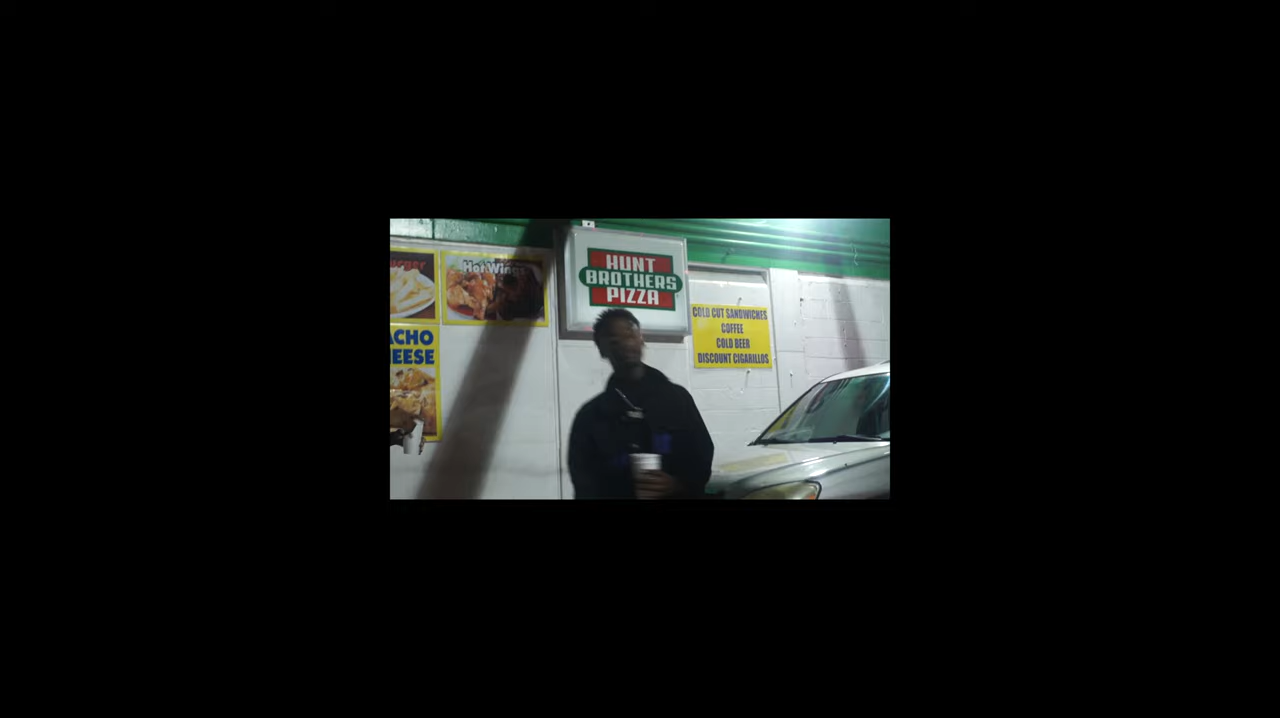 Hot Wings
ACHO
EESE
HUNT
BROTHERS
PIZZA
COLD CUT SANDWICHES
COFFEE
COLD BEER
DISCOUNT CIGARILLOS